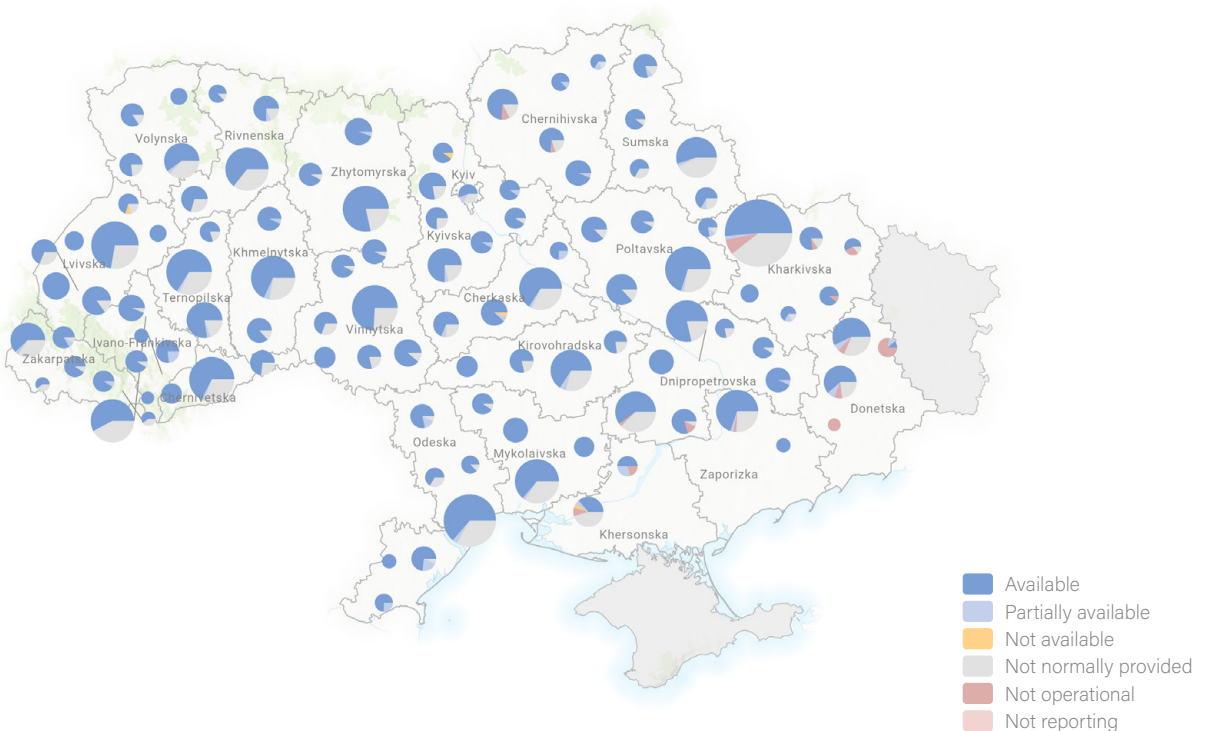 Chernihivska
Volynska
Rivnenska
Sumska
Zhytomyrska
Kyiv
Kyivska
Poltavska
Khmelnytska
Lvivska
Kharkivska
Ternopilska
Cherkaska
Vinnytska
Ivano-Frankivska
Kirovohradska
Zakarpatska
Dnipropetrovska
Chernivetska
Donetska
Odeska
Mykolaivska
Zaporizka
Khersonska
Available
Partially available
Not available
Not normally provided
Not operational
Not reporting